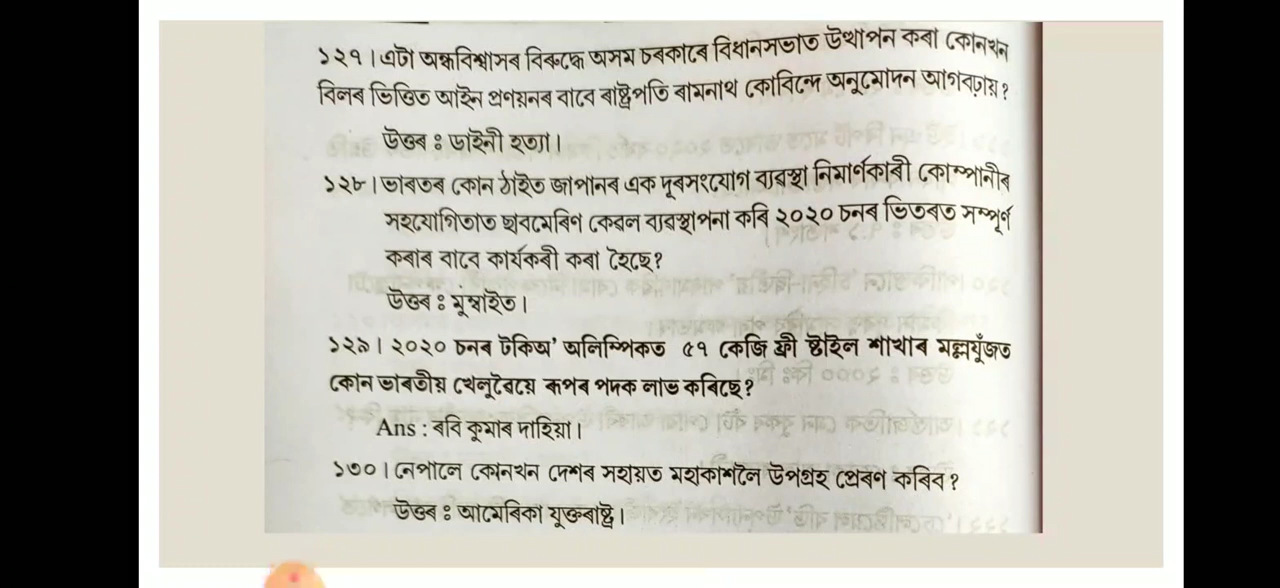 ১২৭। এটা অন্ধবিশ্বাসৰ বিৰুদ্ধে অসম চৰকাৰে বিধানসভাত উত্থাপন কৰা কোনখন
বিলৰ ভিত্তিত আইন প্ৰণয়নৰ বাবে ৰাষ্ট্ৰপতি ৰামনাথ কোবিন্দে অনুমোদন আগবঢ়ায়?
উত্তৰ : ডাইনী হত্যা।
১২৮। ভাৰতৰ কোন ঠাইত জাপানৰ এক দূৰসংযোগ ব্যৱস্থা নিমাৰ্ণকাৰী কোম্পানীৰ
সহযোগিতাত ছাবমেৰিণ কেৱল ব্যৱস্থাপনা কৰি ২০২০ চনৰ ভিতৰত সম্পূৰ্ণ
কৰাৰ বাবে কাৰ্যকৰী কৰা হৈছে?
উত্তৰ : মুম্বাইত।
১২৯। ২০২০ চনৰ টকিঅ' অলিম্পিকত ৫৭ কেজি ফ্ৰী ষ্টাইল শাখাৰ মল্লযুঁজত
কোন ভাৰতীয় খেলুৱৈয়ে ৰূপৰ পদক লাভ কৰিছে?
Ans : ৰবি কুমাৰ দাহিয়া।
১৩০। নেপালে কোনখন দেশৰ সহায়ত মহাকাশলৈ উপগ্ৰহ প্ৰেৰণ কৰিব?
উত্তৰ : আমেৰিকা যুক্তৰাষ্ট্ৰ।